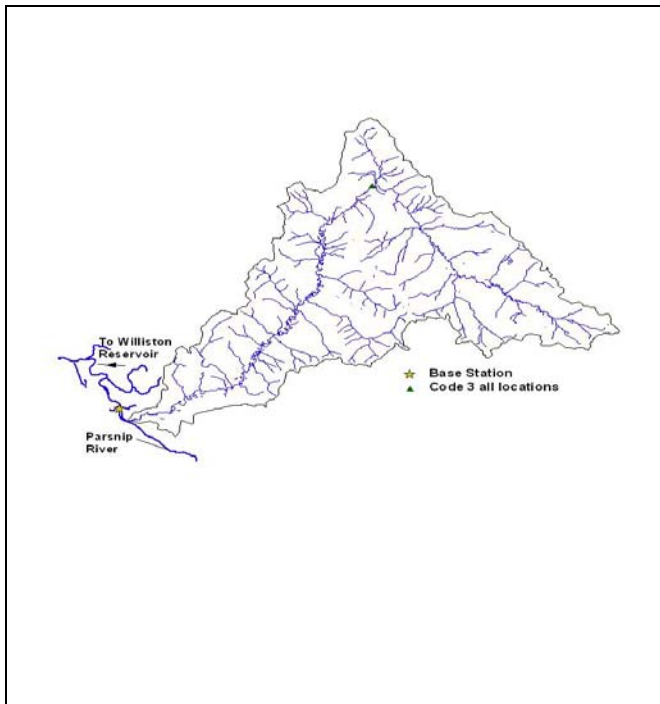 To Williston
Reservoir
Base Station
Code 3 all locations
Parsnip
River